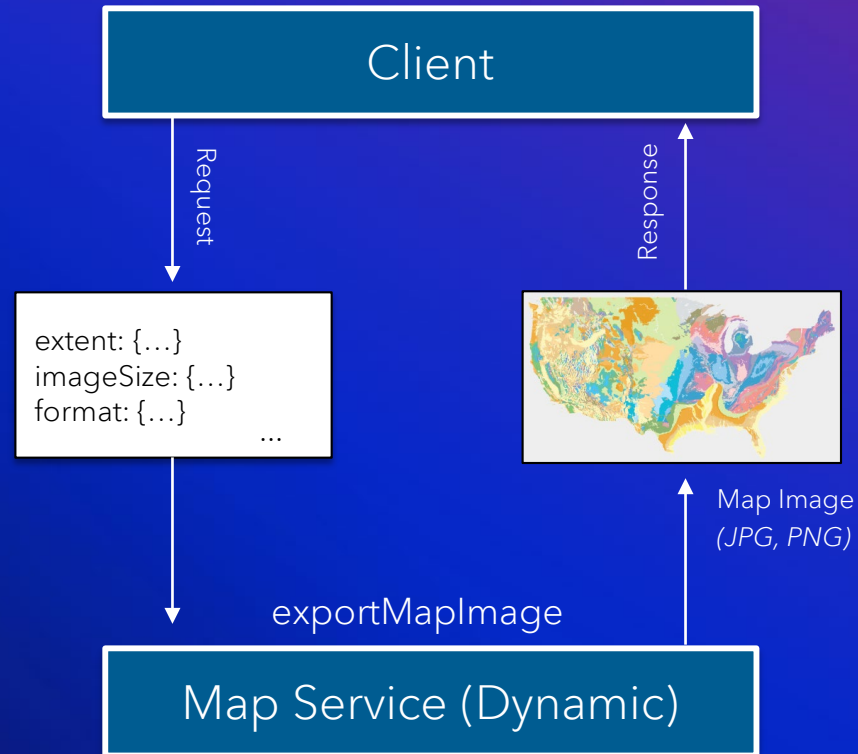 Client
Request
Response
extent: {…}
imageSize: {…}
format: {…}
...
Map Image
(JPG, PNG)
exportMapImage
Map Service (Dynamic)